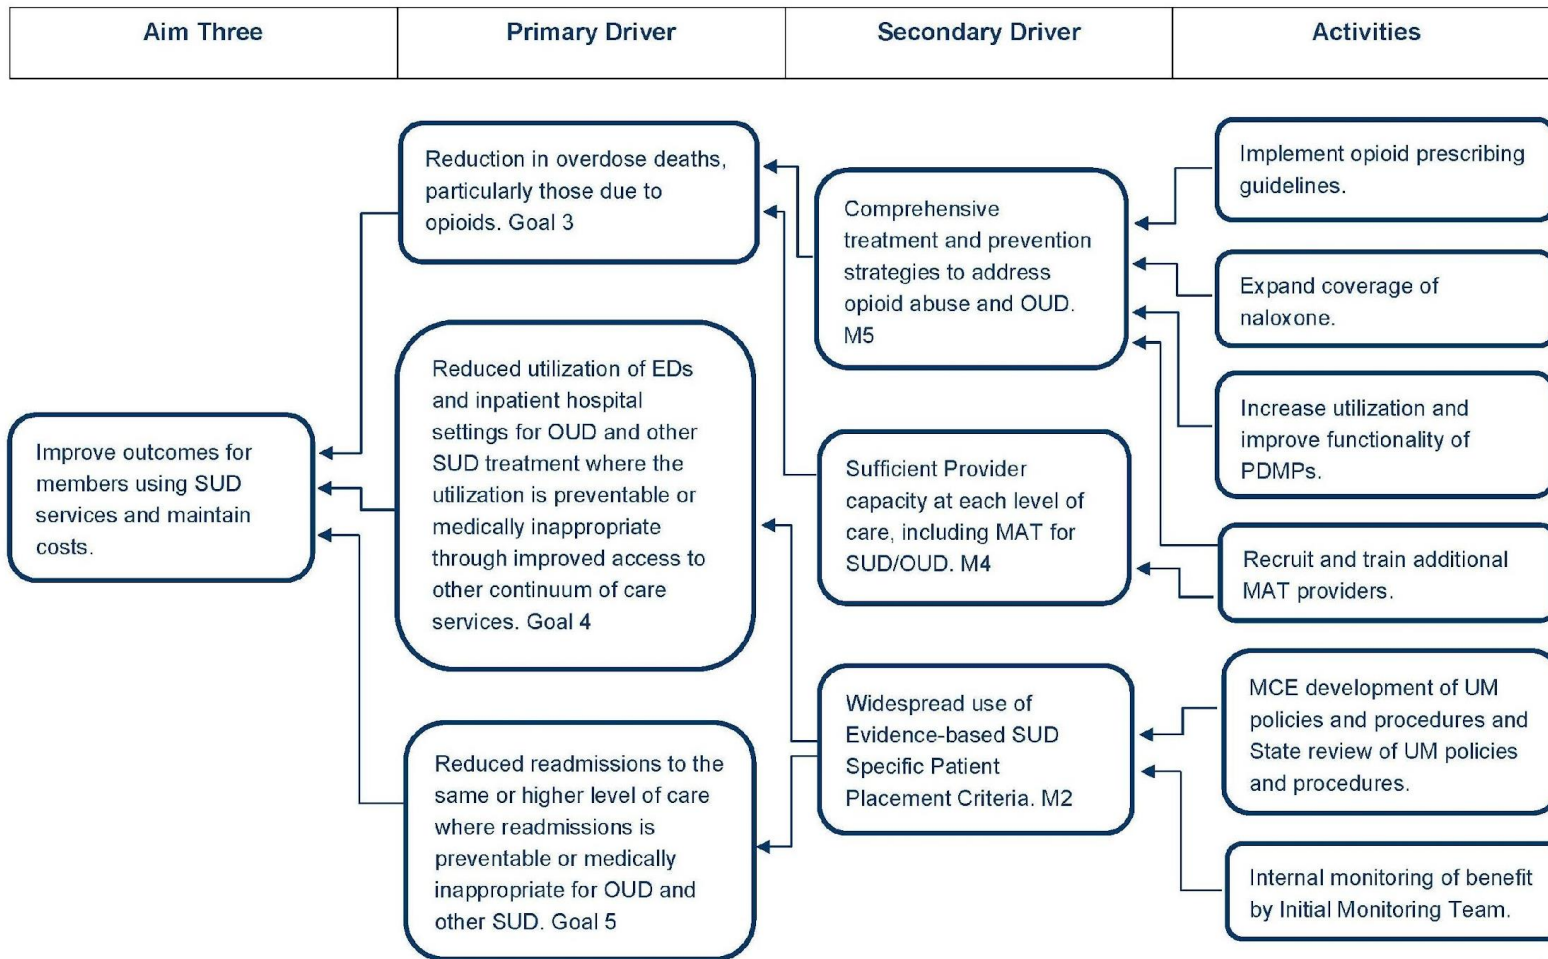 Aim Three
Primary Driver
Secondary Driver
Activities
Improve outcomes for
members using SUD
services and maintain
costs.
Reduction in overdose deaths,
particularly those due to
opioids. Goal 3
Reduced utilization of EDs
and inpatient hospital
settings for OUD and other
SUD treatment where the
utilization is preventable or
medically inappropriate
through improved access to
other continuum of care
services. Goal 4
Reduced readmissions to the
same or higher level of care
where readmissions is
preventable or medically
inappropriate for OUD and
other SUD. Goal 5
Comprehensive
treatment and prevention
strategies to address
opioid abuse and OUD.
M5
Sufficient Provider
capacity at each level of
care, including MAT for
SUD/OUD. M4
Widespread use of
Evidence-based SUD
Specific Patient
Placement Criteria. M2
Implement opioid prescribing
guidelines.
Expand coverage of
naloxone.
Increase utilization and
improve functionality of
PDMPs.
Recruit and train additional
MAT providers.
MCE development of UM
policies and procedures and
State review of UM policies
and procedures.
Internal monitoring of benefit
by Initial Monitoring Team.